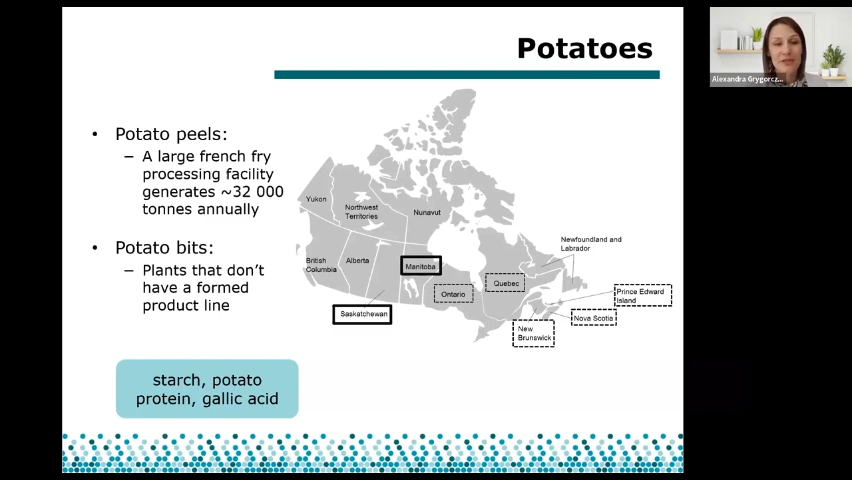 Potatoes
Alexandra Grygorcz...
• Potato peels:
– A large french fry
processing facility
generates ~32 000
tonnes annually
• Potato bits:
– Plants that don't
have a formed
product line
starch, potato
protein, gallic acid
Yukon
Northwest
Territories
Nunavut
British
Columbia
Alberta
Saskatchewan
Manitoba
Ontario
Quebec
Newfoundland and
Labrador
Prince Edward
Island
Nova Scotia
New
Brunswick